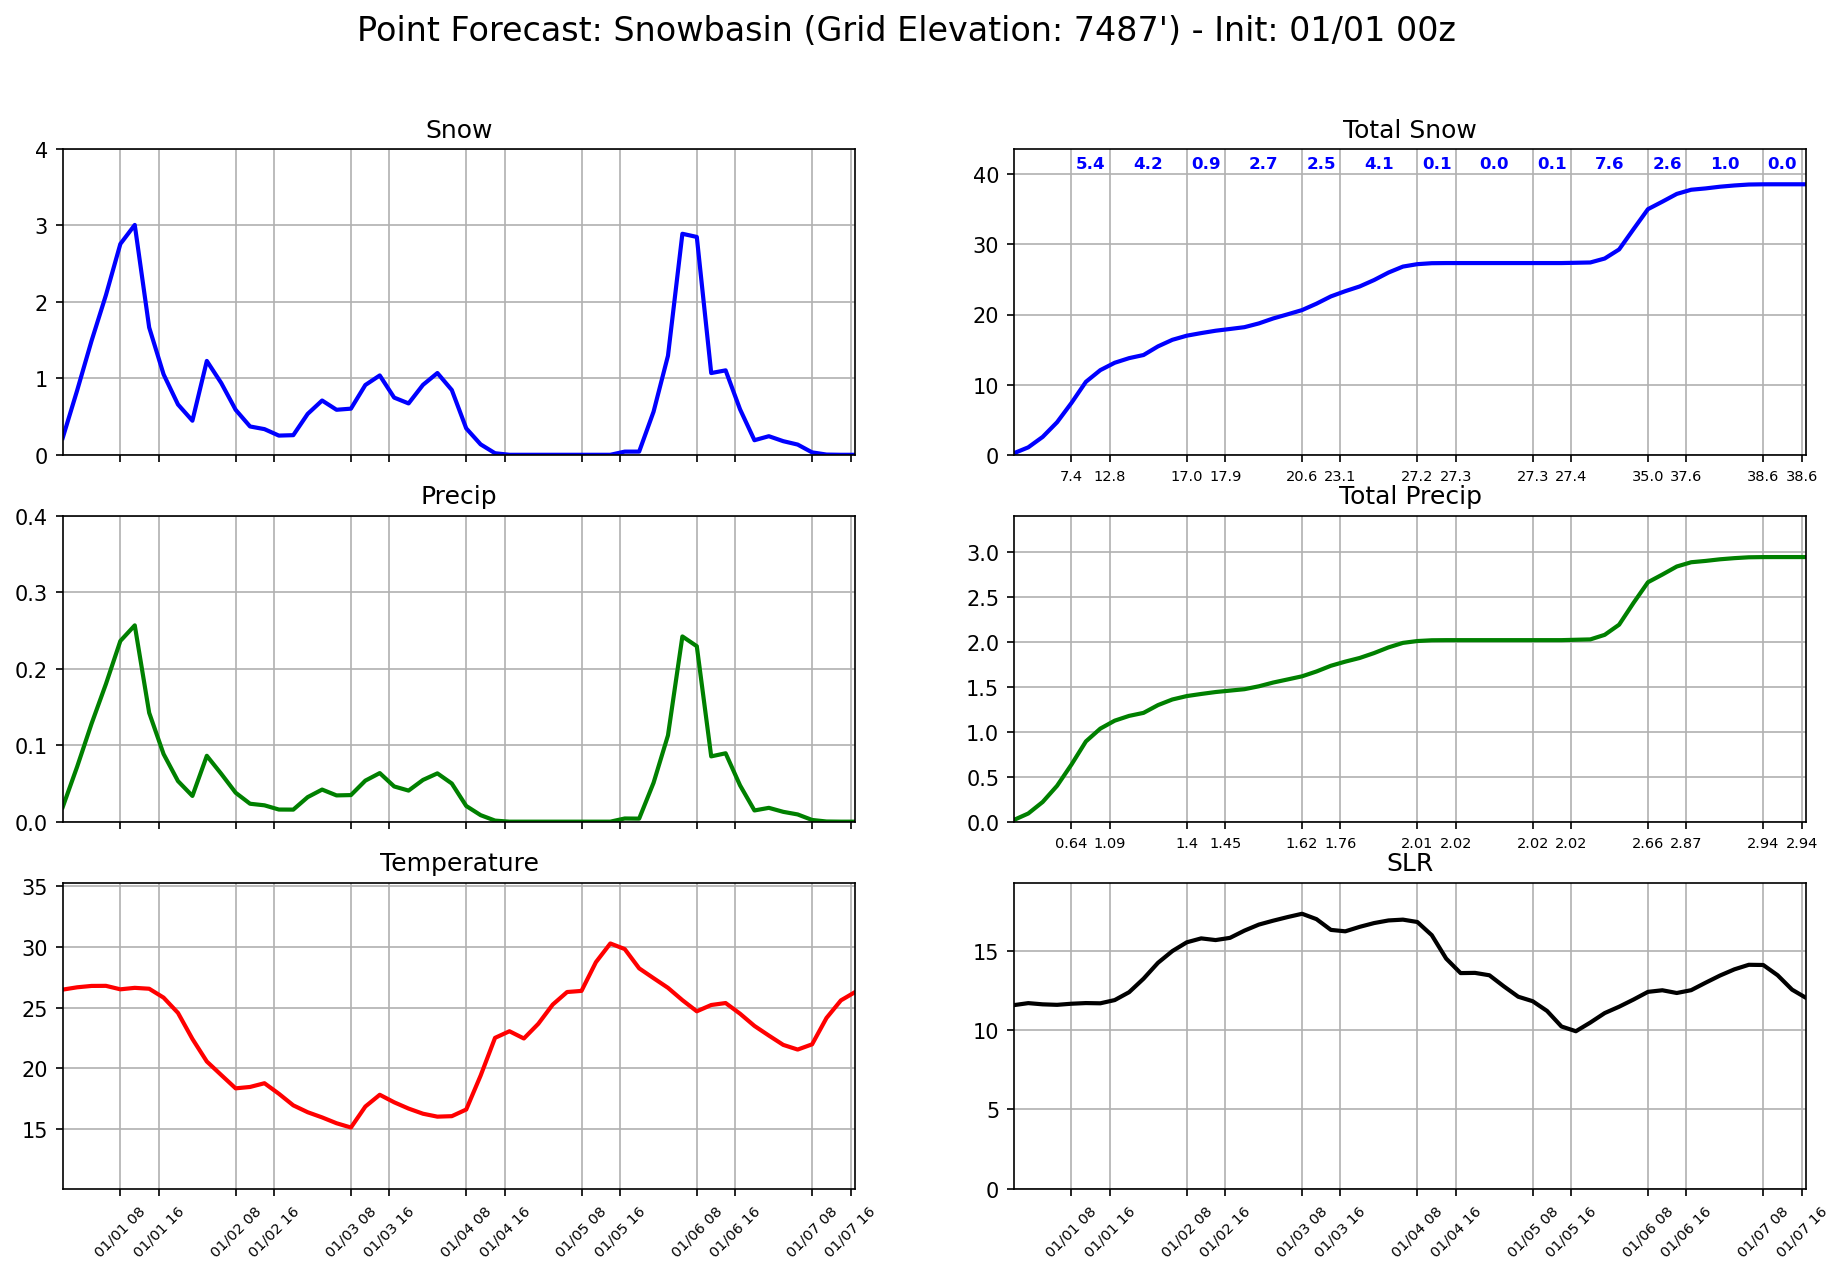 Point Forecast: Snowbasin (Grid Elevation: 7487') - Init: 01/01 00z
Snow
4
3
2
1
0
Total Snow
5.4 4.2 0.9 2.7 2.5 4.1 0.1 0.0 0.1 7.6 2.6 1.0 0.0
40
30
20
10
0
7.4 12.8 17.0 17.9 20.6 23.1 27.2 27.3 27.3 27.4 35.0 37.6 38.6 38.6
Precip
0.4
0.3
0.2
0.1
0.0
Total Precip
3.0
2.5
2.0
1.5
1.0
0.5
0.0
0.64 1.09 1.4 1.45 1.62 1.76 2.01 2.02 2.02 2.02 2.66 2.87 2.94 2.94
Temperature
35
30
25
20
15
01/01 08 01/01 16 01/02 08 01/02 16 01/03 08 01/03 16 01/04 08 01/04 16 01/05 08 01/05 16 01/06 08 01/06 16 01/07 08 01/07 16
SLR
15
10
5
0
01/01 08 01/01 16 01/02 08 01/02 16 01/03 08 01/03 16 01/04 08 01/04 16 01/05 08 01/05 16 01/06 08 01/06 16 01/07 08 01/07 16